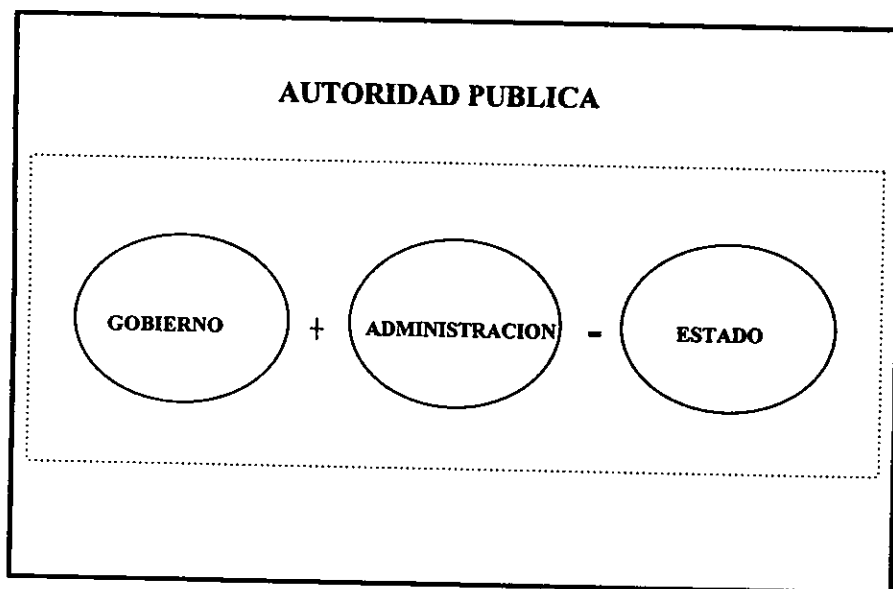 AUTORIDAD PUBLICA
GOBIERNO + ADMINISTRACION - ESTADO